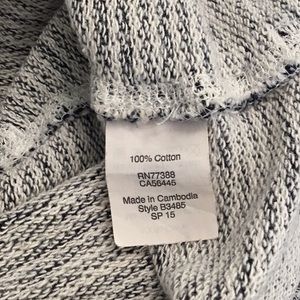 100% Cotton
RN77388
CA56445
Made in Cambodia
Style B3485
SP 15